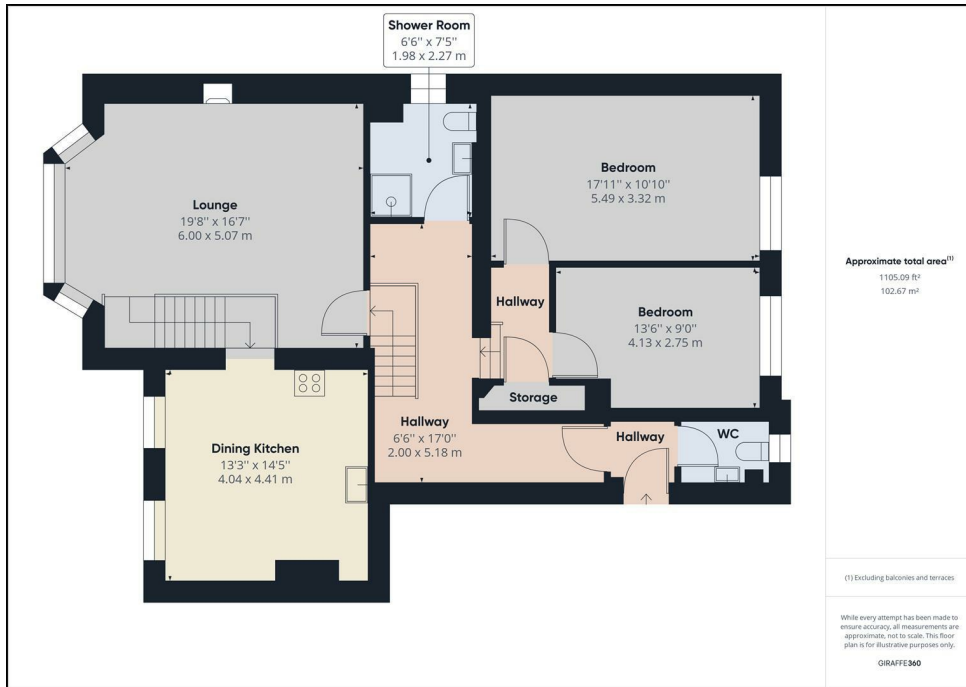 Shower Room
6'6'' x 7'5''
1.98 x 2.27 m
Lounge
19'8'' x 16'7''
6.00 x 5.07 m
Bedroom
17'11'' x 10'10''
5.49 x 3.32 m
Hallway
Bedroom
13'6'' x 9'0''
4.13 x 2.75 m
Storage
Hallway
6'6'' x 17'0''
2.00 x 5.18 m
Hallway
WC
Dining Kitchen
13'3'' x 14'5''
4.04 x 4.41 m
Approximate total area(1)
1105.09 ft²
102.67 m²
(1) Excluding balconies and terraces
While every attempt has been made to
ensure accuracy, all measurements are
approximate, not to scale. This floor
plan is for illustrative purposes only.
GIRAFFE360